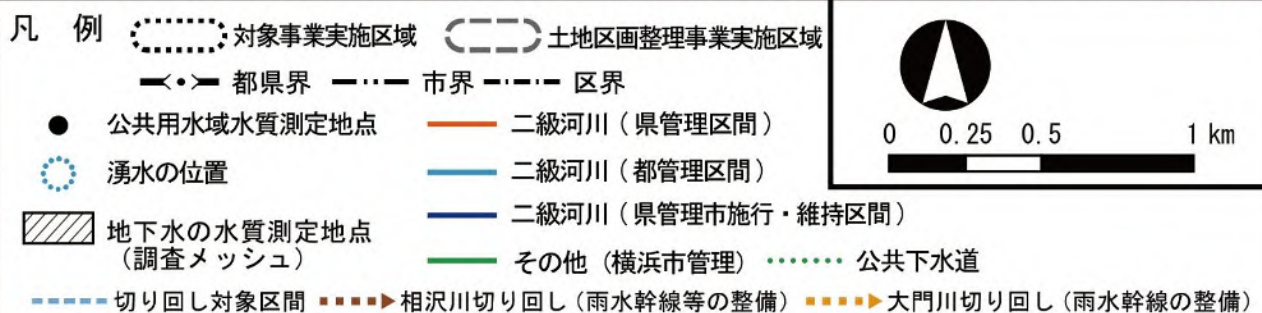 凡 例 対象事業実施区域 土地区画整理事業実施区域
都県界 市界 区界
公共用水域水質測定地点 二級河川(県管理区間)
湧水の位置 二級河川(都管理区間)
二級河川(県管理市施行・維持区間)
地下水の水質測定地点
(調査メッシュ) その他(横浜市管理) 公共下水道
切り回し対象区間 相沢川切り回し(雨水幹線等の整備) 大門川切り回し(雨水幹線の整備)
0 0.25 0.5 1 km